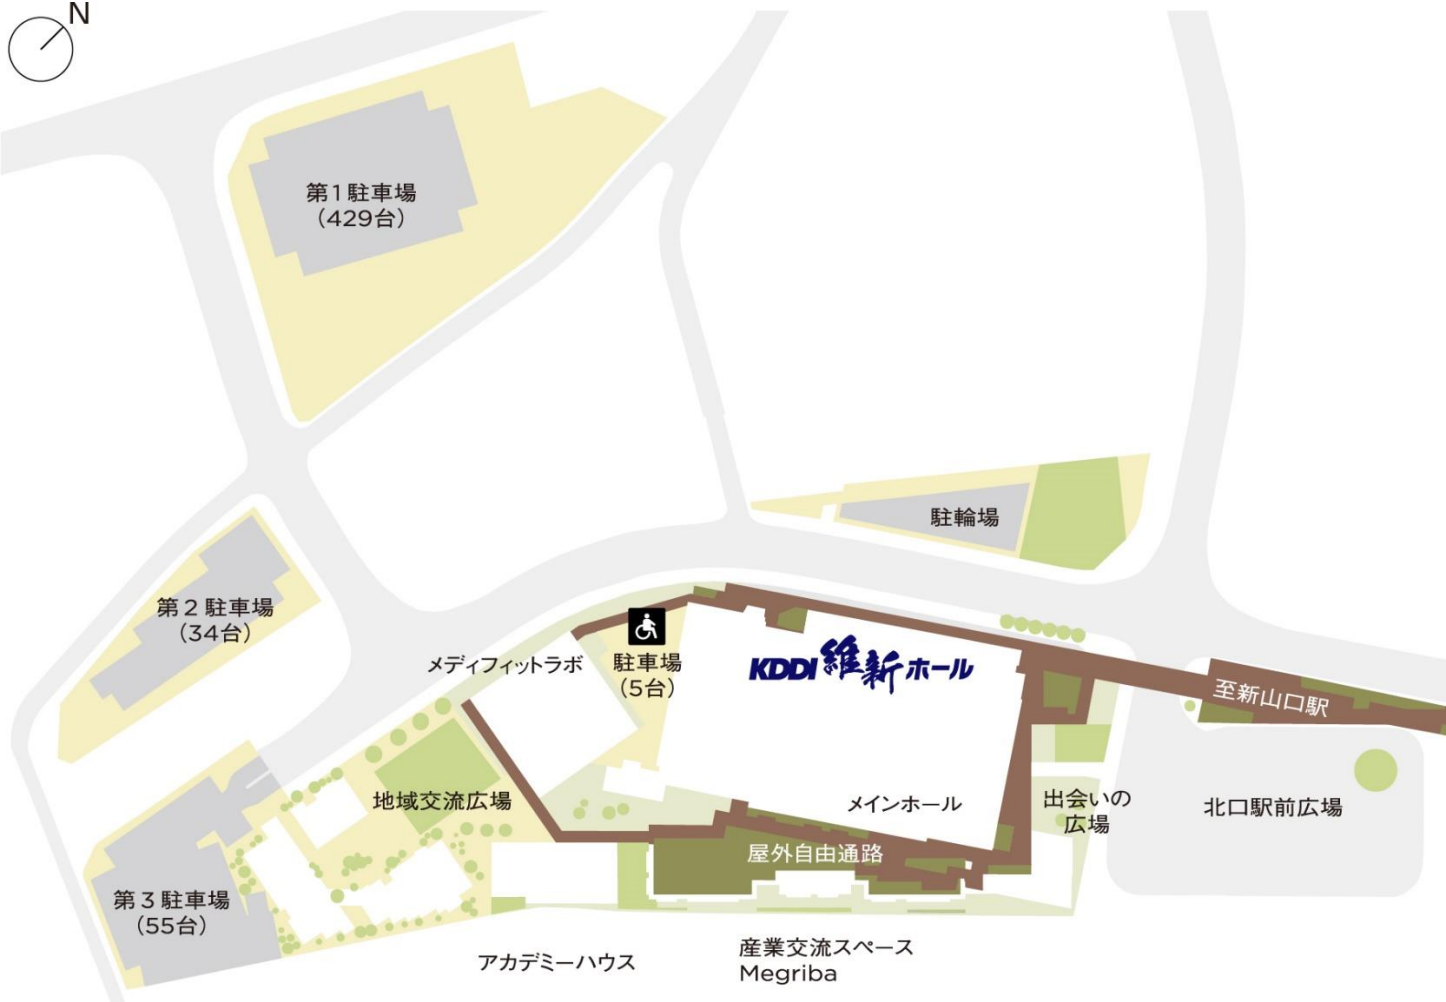 N
第1駐車場
(429台)
駐輪場
第2駐車場
(34台)
メディフィットラボ
駐車場
(5台)
KDDI維新ホール
至新山口駅
地域交流広場
メインホール
出会いの
広場
北口駅前広場
屋外自由通路
第3駐車場
(55台)
アカデミーハウス
産業交流スペース
Megriba